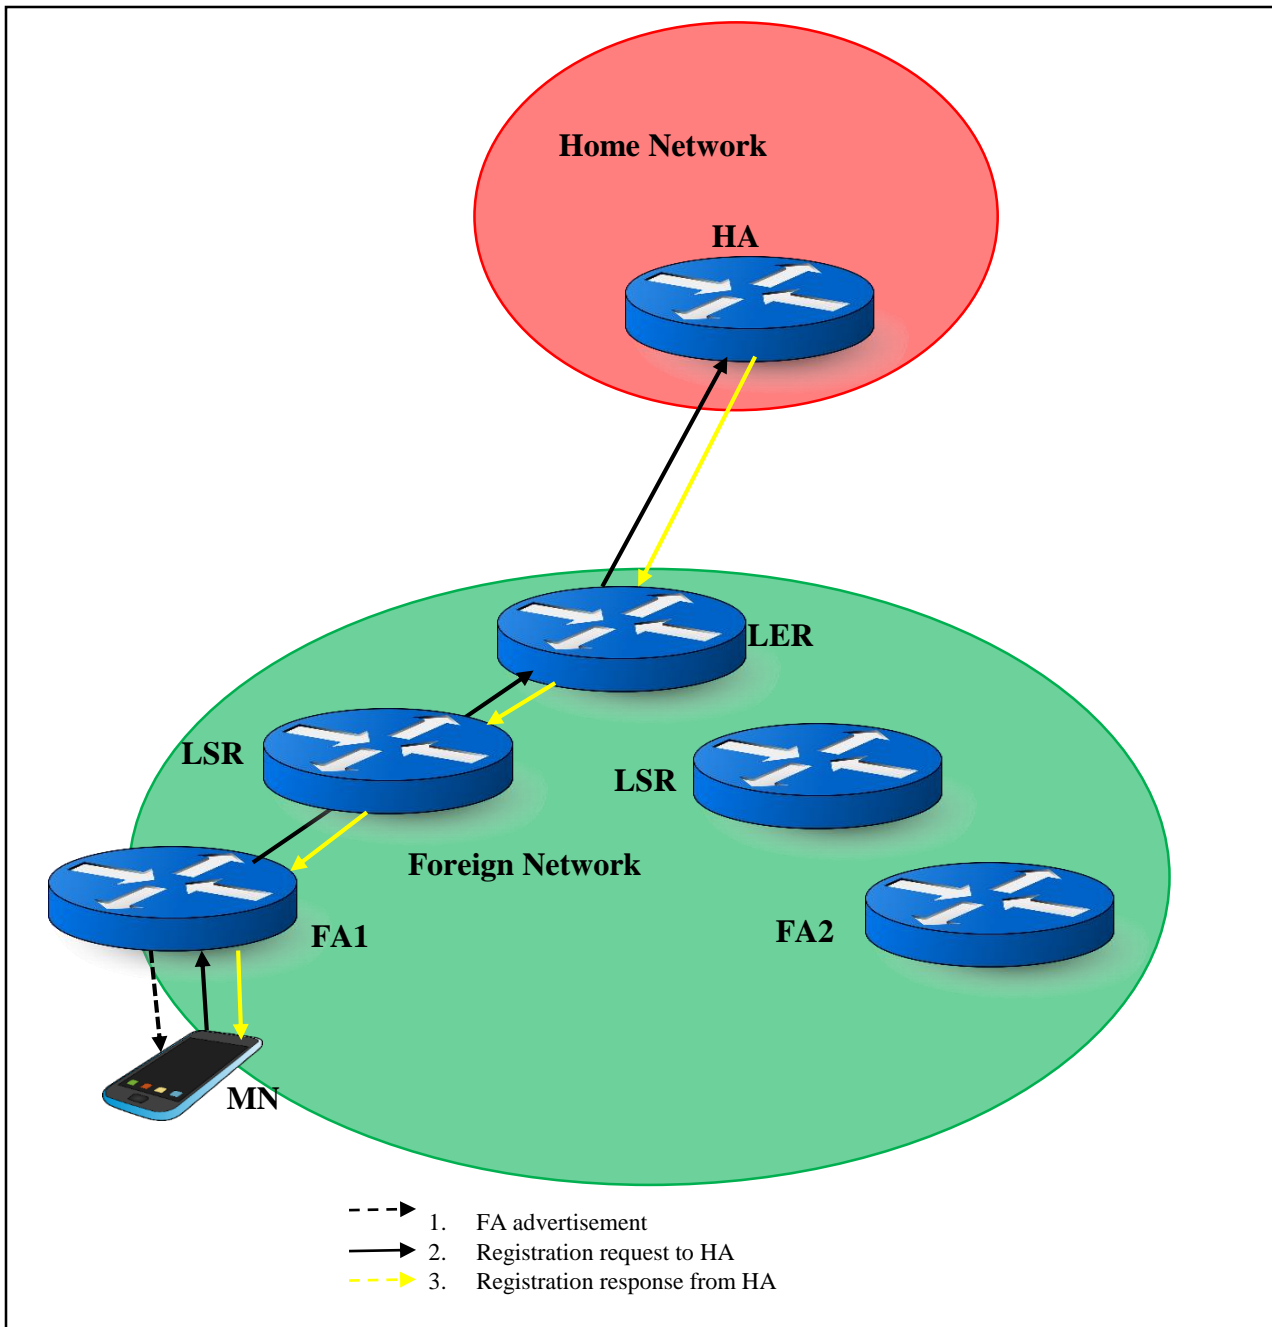 Home Network
HA
LER
LSR
LSR
Foreign Network
FA1
FA2
MN
1. FA advertisement
2. Registration request to HA
3. Registration response from HA